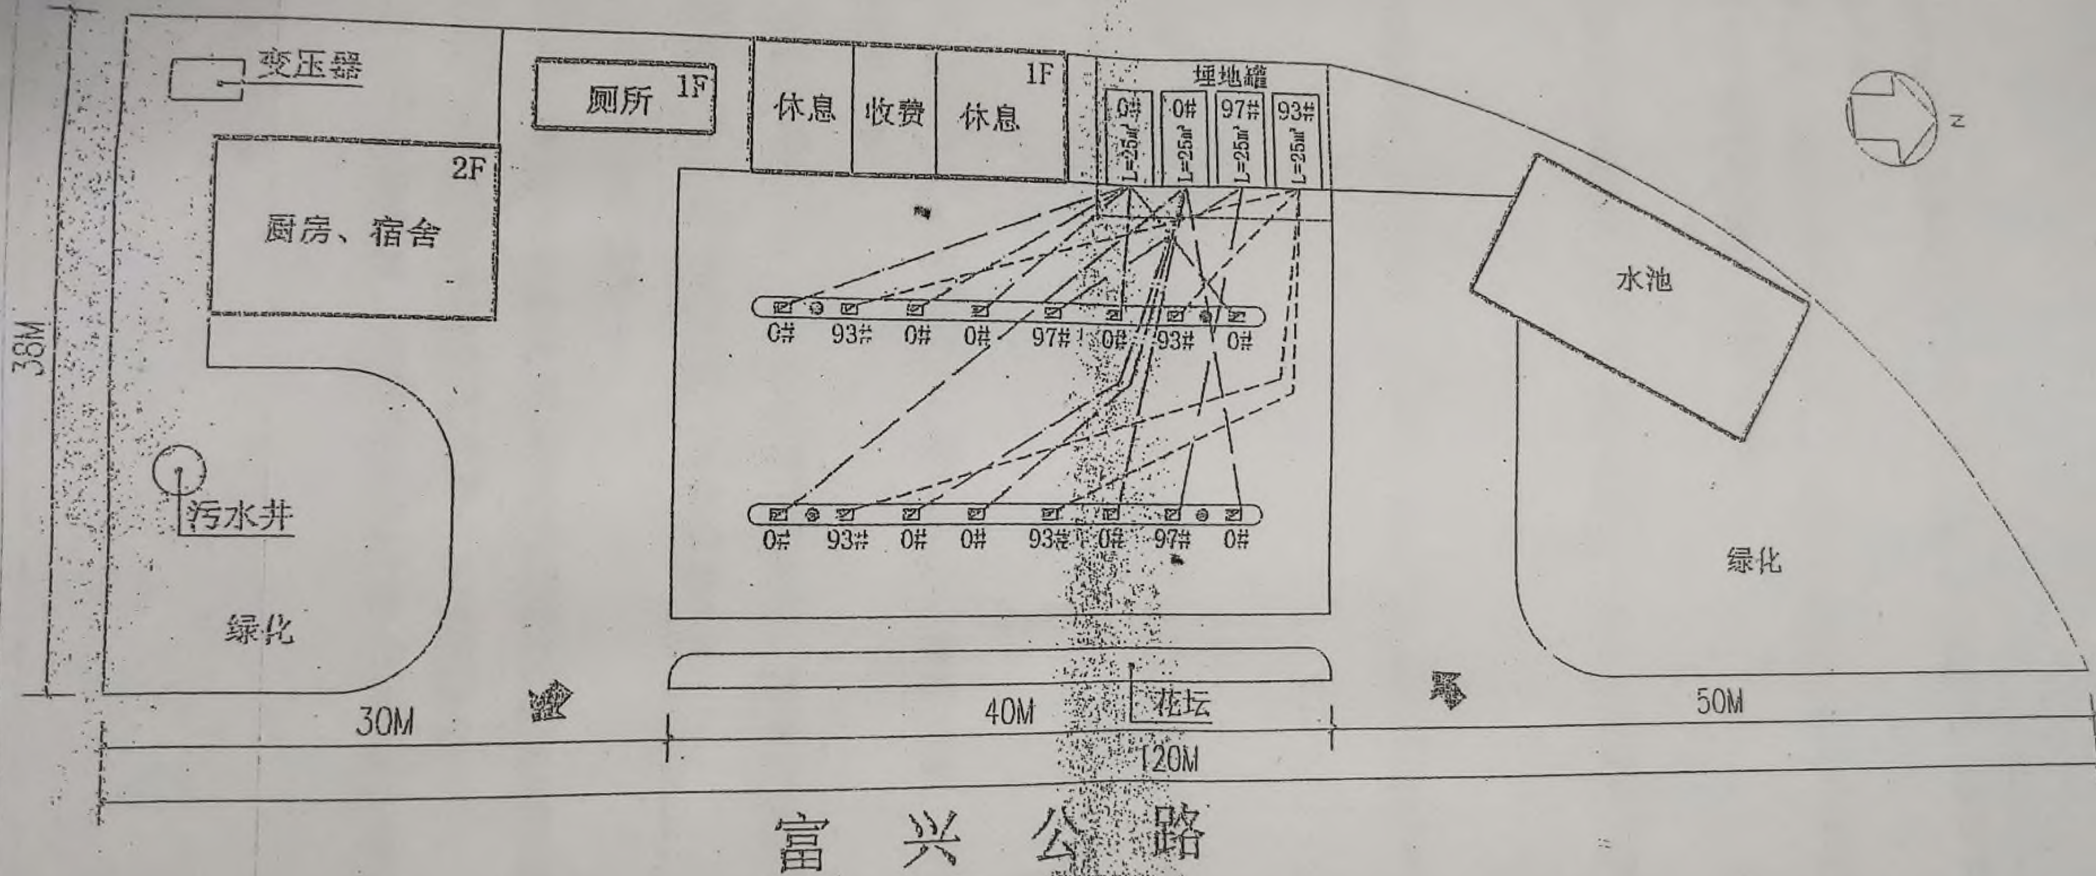 变压器
厕所 1F
休息
收费
休息
1F
埋地罐
0# L=25㎥
0# L=25㎥
97# L=25㎥
93# L=25㎥
N
2F
厨房、宿舍
水池
38M
0# 93# 0# 0# 97# 0# 93# 0#
污水井
0# 93# 0# 0# 93# 0# 97# 0#
绿化
绿化
花坛
30M
40M
50M
120M
富兴公路